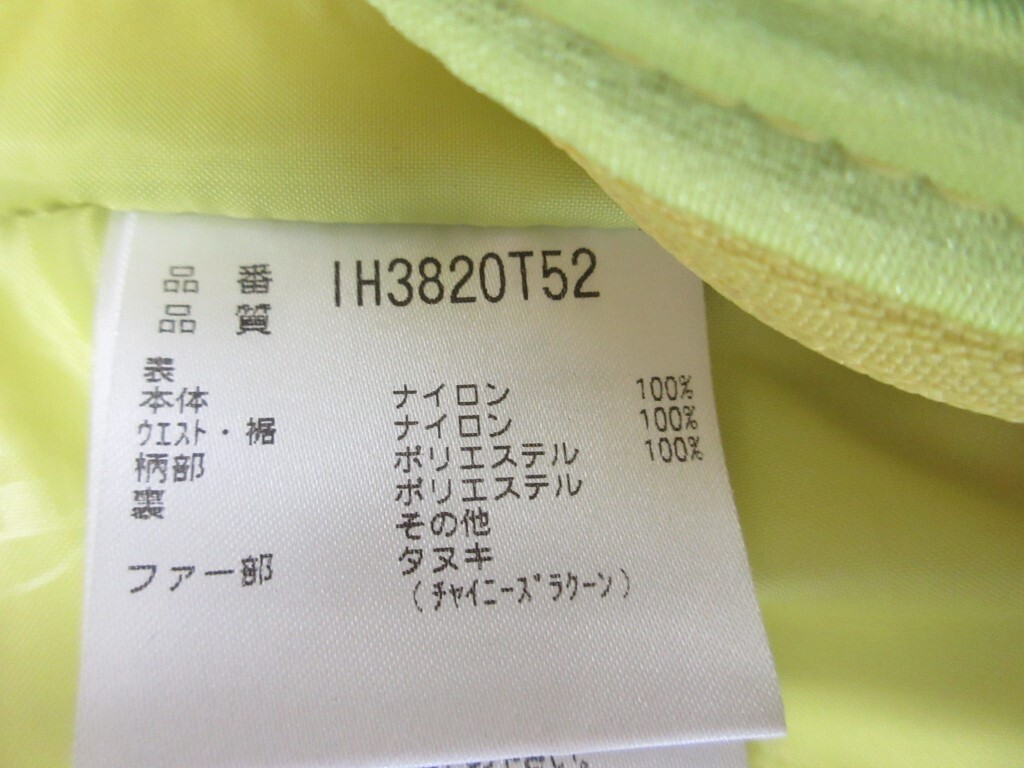 品 番 IH3820T52
品 質
表
本体 ナイロン 100%
ウエスト・裾 ナイロン 100%
柄部 ポリエステル 100%
裏 ポリエステル
その他
ファー部 タヌキ
(チャイニーズラクーン)